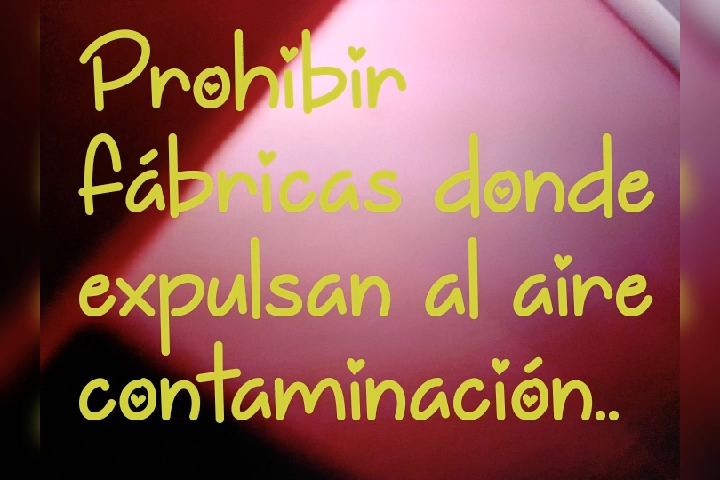 Prohibir
fábricas donde
expulsan al aire
contaminación..